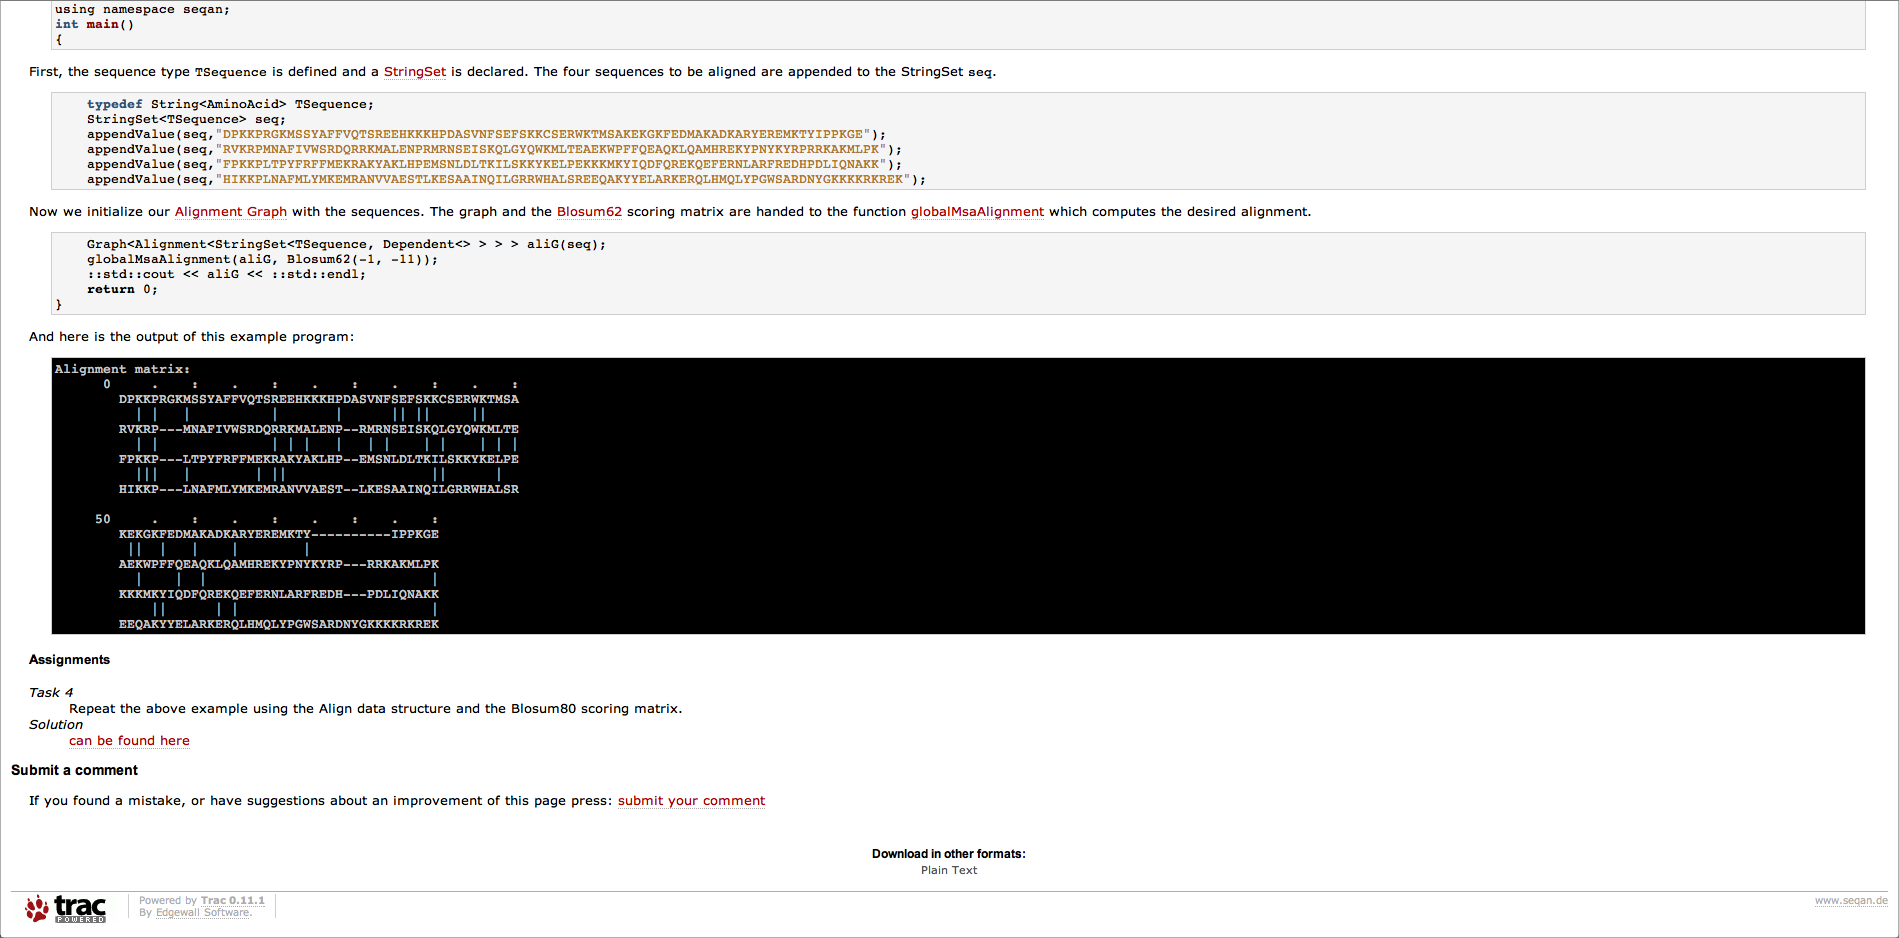 using namespace seqan;
int main()
{
First, the sequence type TSequence is defined and a StringSet is declared. The four sequences to be aligned are appended to the StringSet seq.
    typedef String<AminoAcid> TSequence;
    StringSet<TSequence> seq;
    appendValue(seq,"DPKKPRGKMSSYAFFVQTSREEHKKKHPDASVNFSEFSKKCSERWKTMSAKEKGKFEDMAKADKARYEREMKTYIPPKGE");
    appendValue(seq,"RVKRPMNAFIVWSRDQRRKMALENPRMRNSEISKQLGYQWKMLTEAEKWPFFQEAQKLQAMHREKYPNYKYRPRRKAKMLPK");
    appendValue(seq,"FPKKPLTPYFRFFMEKRAKYAKLHPEMSNLDLTKILSKKYKELPEKKKMKYIQDFQREKQEFERNLARFREDHPDLIQNAKK");
    appendValue(seq,"HIKKPLNAFMLYMKEMRANVVAESTLKESAAINQILGRRWHALSREEQAKYYELARKERQLHMQLYPGWSARDNYGKKKKRKREK");
Now we initialize our Alignment Graph with the sequences. The graph and the Blosum62 scoring matrix are handed to the function globalMsaAlignment which computes the desired alignment.
    Graph<Alignment<StringSet<TSequence, Dependent<> > > > aliG(seq);
    globalMsaAlignment(aliG, Blosum62(-1, -11));
    ::std::cout << aliG << ::std::endl;
    return 0;
}
And here is the output of this example program:
Alignment matrix:
      0     .    :    .    :    .    :    .    :    .    :
        DPKKPRGKMSSYAFFVQTSREEHKKKHPDASVNFSEFSKKCSERWKTMSA
          | |   |          |       |      || ||     ||
        RVKRP---MNAFIVWSRDQRRKMALENP--RMRNSEISKQLGYQWKMLTE
          | |              | | |   |   | |    | |    | | |
        FPKKP---LTPYFRFFMEKRAKYAKLHP--EMSNLDLTKILSKKYKELPE
          |||   |        | ||                  ||      |
        HIKKP---LNAFMLYMKEMRANVVAEST--LKESAAINQILGRRWHALSR
     50     .    :    .    :    .    :    .    :
        KEKGKFEDMAKADKARYEREMKTY----------IPPKGE
         ||  |   |    |        |
        AEKWPFFQEAQKLQAMHREKYPNYKYRP---RRKAKMLPK
          |    |  |                            |
        KKKMKYIQDFQREKQEFERNLARFREDH---PDLIQNAKK
            ||      | |                        |
        EEQAKYYELARKERQLHMQLYPGWSARDNYGKKKKRKREK
Assignments
Task 4
Repeat the above example using the Align data structure and the Blosum80 scoring matrix.
Solution
can be found here
Submit a comment
If you found a mistake, or have suggestions about an improvement of this page press: submit your comment
Download in other formats:
Plain Text
trac
POWERED
Powered by Trac 0.11.1
By Edgewall Software.
www.seqan.de